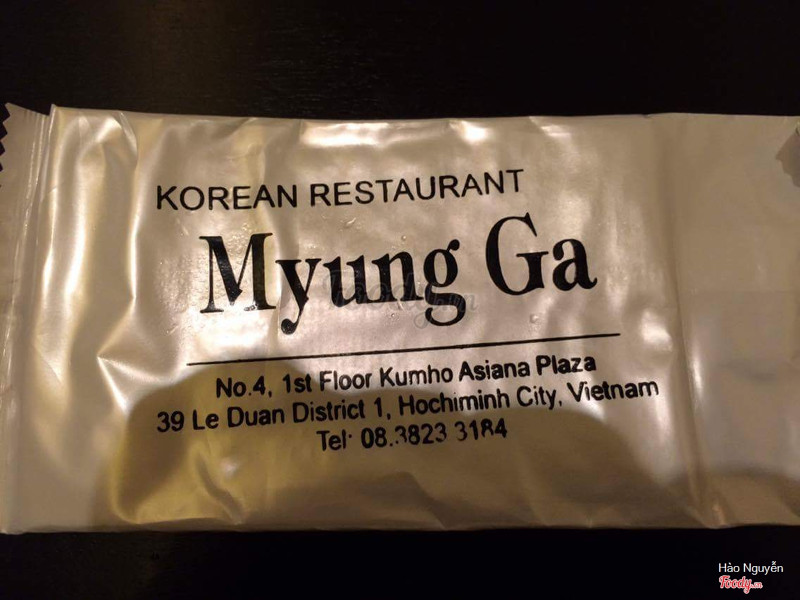 KOREAN RESTAURANT
Myung Ga
No.4, 1st Floor Kumho Asiana Plaza
39 Le Duan District 1, Hochiminh City, Vietnam
Tel: 08.3823 3184
Hào Nguyễn
Foody.vn